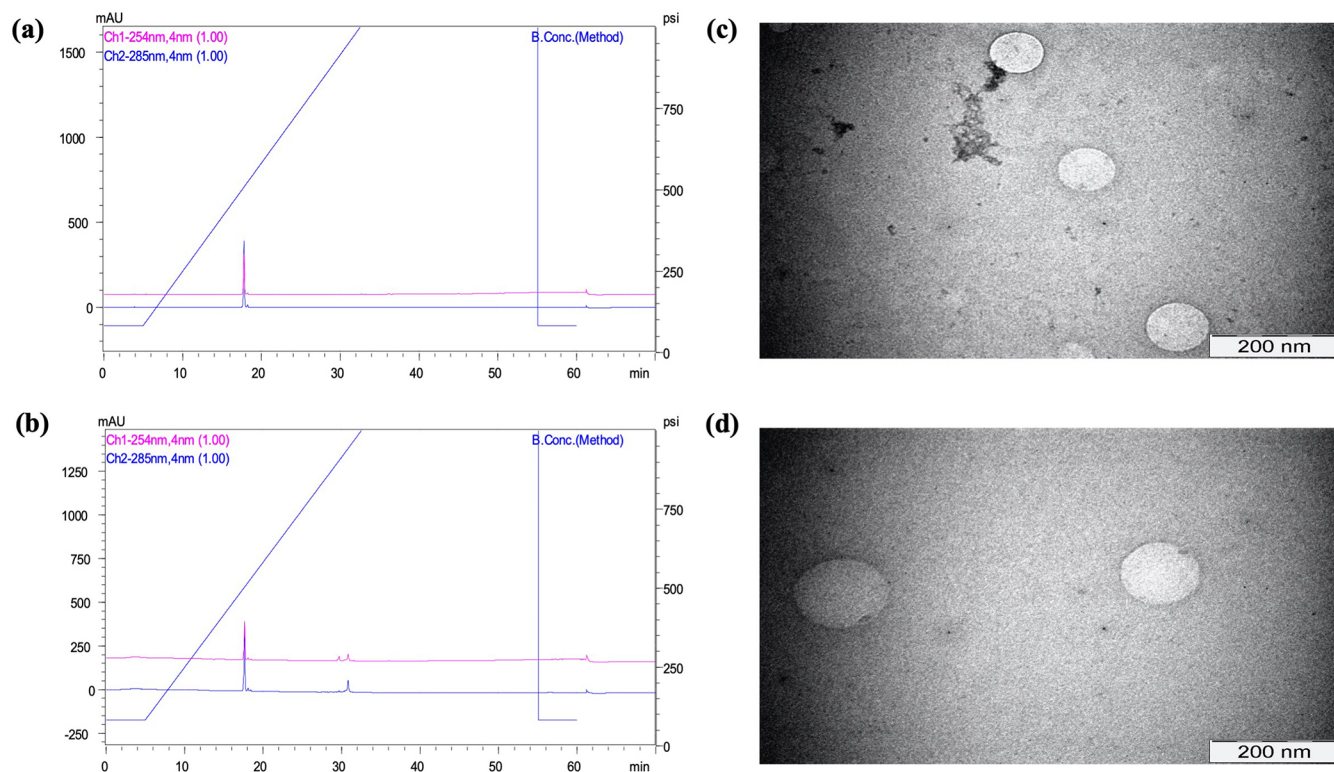 (a)
mAU
psi
Ch1-254nm,4nm (1.00)
B.Conc.(Method)
Ch2-285nm,4nm (1.00)
1500
1000
500
0
750
500
250
0
0 10 20 30 40 50 60 min
(b)
mAU
psi
Ch1-254nm,4nm (1.00)
B.Conc.(Method)
Ch2-285nm,4nm (1.00)
1250
1000
750
500
250
0
-250
750
500
250
0
0 10 20 30 40 50 60 min
(c)
200 nm
(d)
200 nm